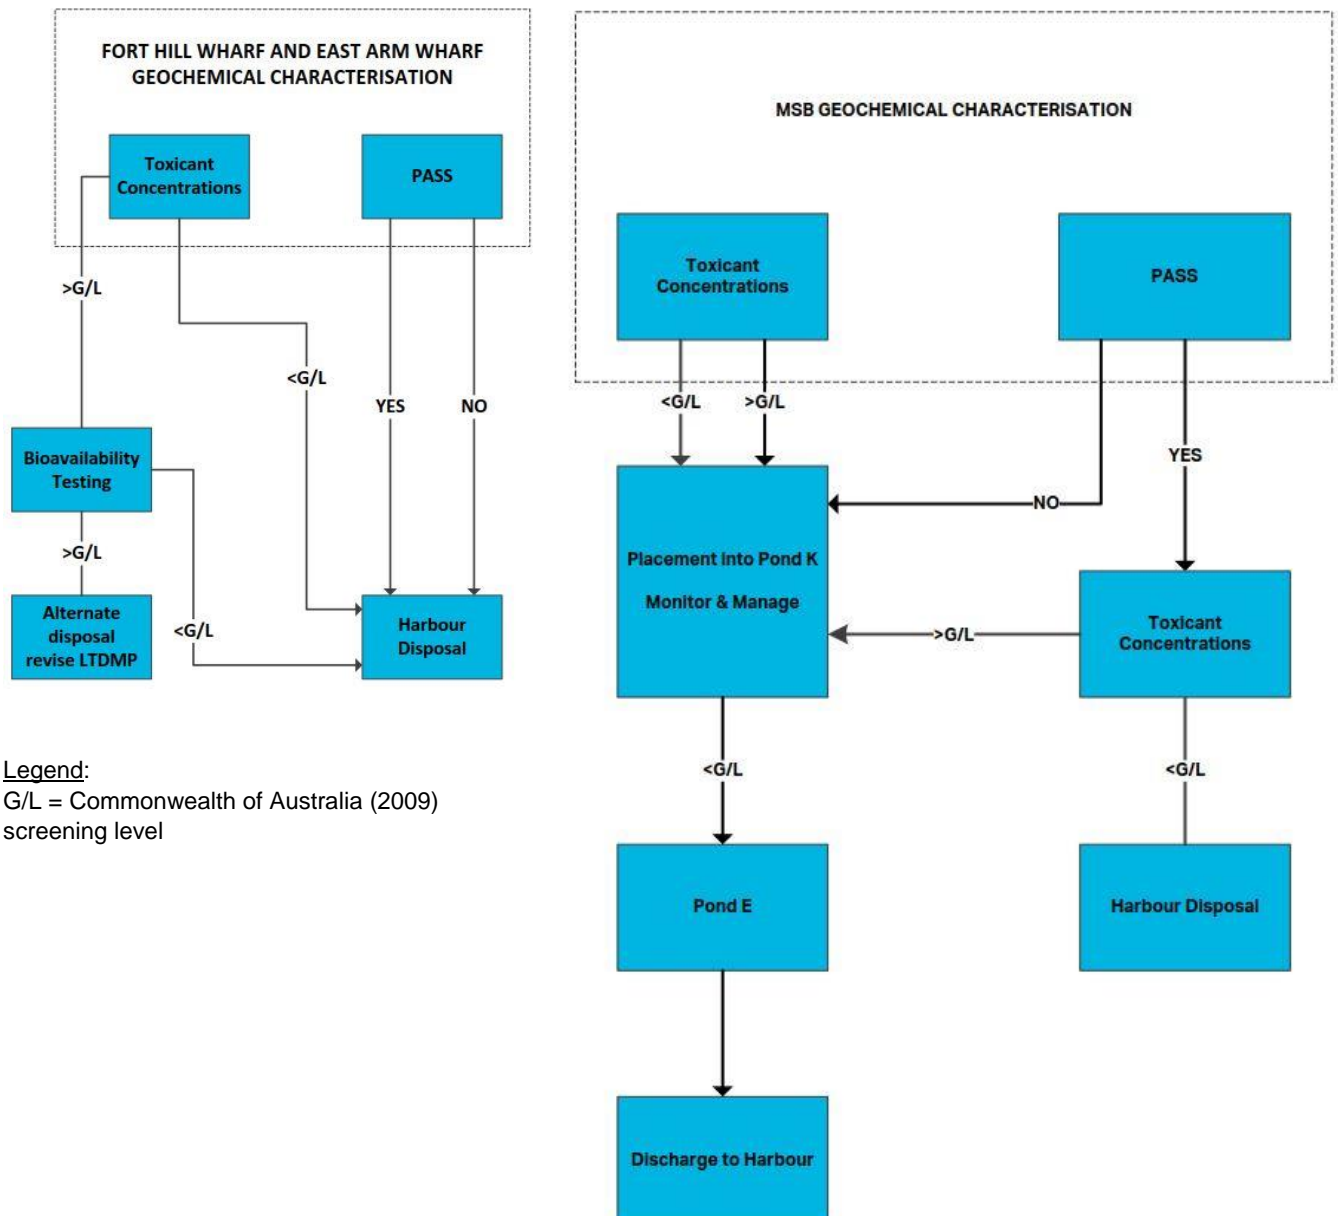 FORT HILL WHARF AND EAST ARM WHARF
GEOCHEMICAL CHARACTERISATION
Toxicant
Concentrations
PASS
>G/L
<G/L
YES
NO
Bioavailability
Testing
>G/L
Alternate
disposal
revise LTDMP
<G/L
Harbour
Disposal
Legend:
G/L = Commonwealth of Australia (2009)
screening level
MSB GEOCHEMICAL CHARACTERISATION
Toxicant
Concentrations
PASS
<G/L
>G/L
YES
NO
Placement into Pond K
Monitor & Manage
>G/L
Toxicant
Concentrations
<G/L
<G/L
Pond E
Harbour Disposal
Discharge to Harbour